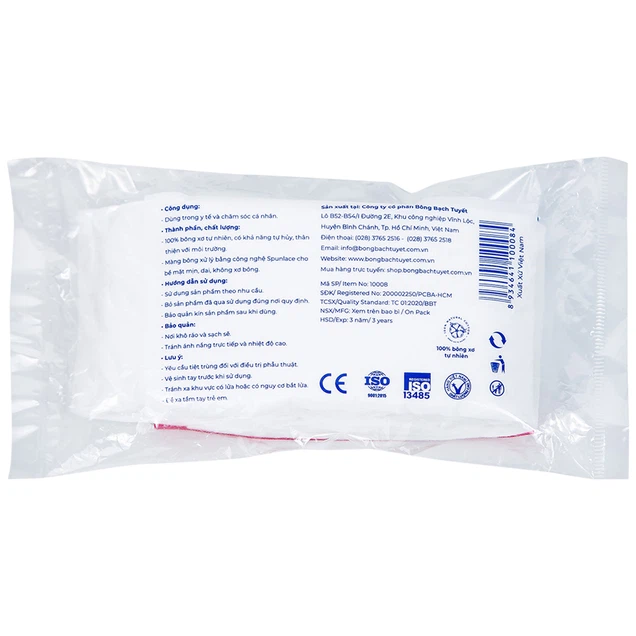 - Công dụng:
- Dùng trong y tế và chăm sóc cá nhân.
- Thành phần, chất lượng:
- 100% bông xơ tự nhiên, có khả năng tự hủy, thân
thiện với môi trường.
- Màng bông xử lý bằng công nghệ Spunlace cho
bề mặt mịn, dai, không xơ bông.
- Hướng dẫn sử dụng:
- Sử dụng sản phẩm theo nhu cầu.
- Bỏ sản phẩm đã qua sử dụng đúng nơi quy định.
- Bảo quản kín sản phẩm sau khi dùng.
- Bảo quản:
- Nơi khô ráo và sạch sẽ.
- Tránh ánh nắng trực tiếp và nhiệt độ cao.
- Lưu ý:
- Yêu cầu tiệt trùng đối với điều trị phẫu thuật.
- Vệ sinh tay trước khi sử dụng.
- Tránh xa khu vực có lửa hoặc có nguy cơ bắt lửa.
- Để xa tầm tay trẻ em.
Sản xuất tại: Công ty cổ phần Bông Bạch Tuyết
Lô B52-B54/I Đường 2E, Khu công nghiệp Vĩnh Lộc,
Huyện Bình Chánh, Tp. Hồ Chí Minh, Việt Nam
Điện thoại: (028) 3765 2516 - (028) 3765 2518
Email: info@bongbachtuyet.com.vn
Website: www.bongbachtuyet.com.vn
Mua hàng trực tuyến: shop.bongbachtuyet.com.vn
Mã SP/ Item No: 10008
SĐK/ Registered No: 200002250/PCBA-HCM
TCSX/Quality Standard: TC 01:2020/BBT
NSX/MFG: Xem trên bao bì / On Pack
HSD/Exp: 3 năm/ 3 years
CE
ISO
9001:2015
REGISTERED
ISO
13485
8 934641 100084
Xuất Xứ Việt Nam
100% bông xơ
tự nhiên